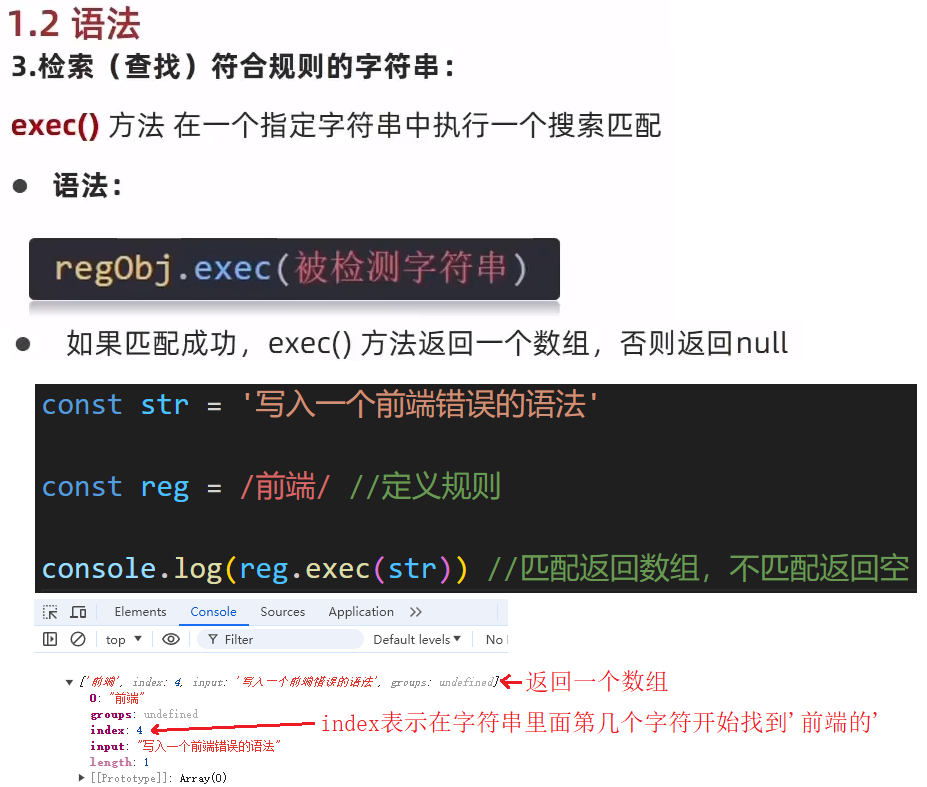 1.2 语法
3.检索（查找）符合规则的字符串：
exec() 方法 在一个指定字符串中执行一个搜索匹配
● 语法：
regObj.exec(被检测字符串)
● 如果匹配成功，exec() 方法返回一个数组，否则返回null
const str = '写入一个前端错误的语法'
const reg = /前端/ //定义规则
console.log(reg.exec(str)) //匹配返回数组，不匹配返回空
Elements Console Sources Application >>
top ▼ Filter Default levels ▼ No
▼ ['前端', index: 4, input: '写入一个前端错误的语法', groups: undefined] 返回一个数组
0: "前端"
groups: undefined
index: 4 index表示在字符串里面第几个字符开始找到'前端的'
input: "写入一个前端错误的语法"
length: 1
▶ [[Prototype]]: Array(0)